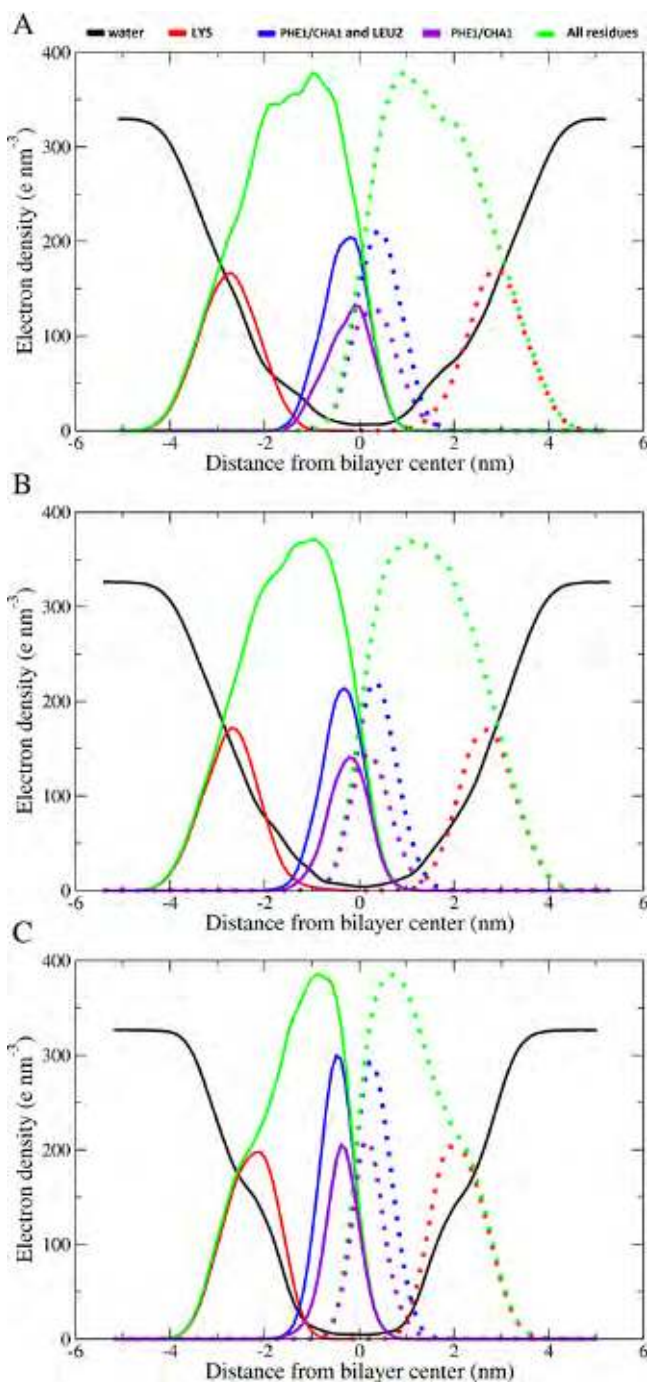 A
water LYS PHE1/CHA1 and LEU2 PHE1/CHA1 All residues
400
300
200
100
0
Electron density (e nm⁻³)
-6 -4 -2 0 2 4 6
Distance from bilayer center (nm)
B
400
300
200
100
0
Electron density (e nm⁻³)
-6 -4 -2 0 2 4 6
Distance from bilayer center (nm)
C
400
300
200
100
0
Electron density (e nm⁻³)
-6 -4 -2 0 2 4 6
Distance from bilayer center (nm)